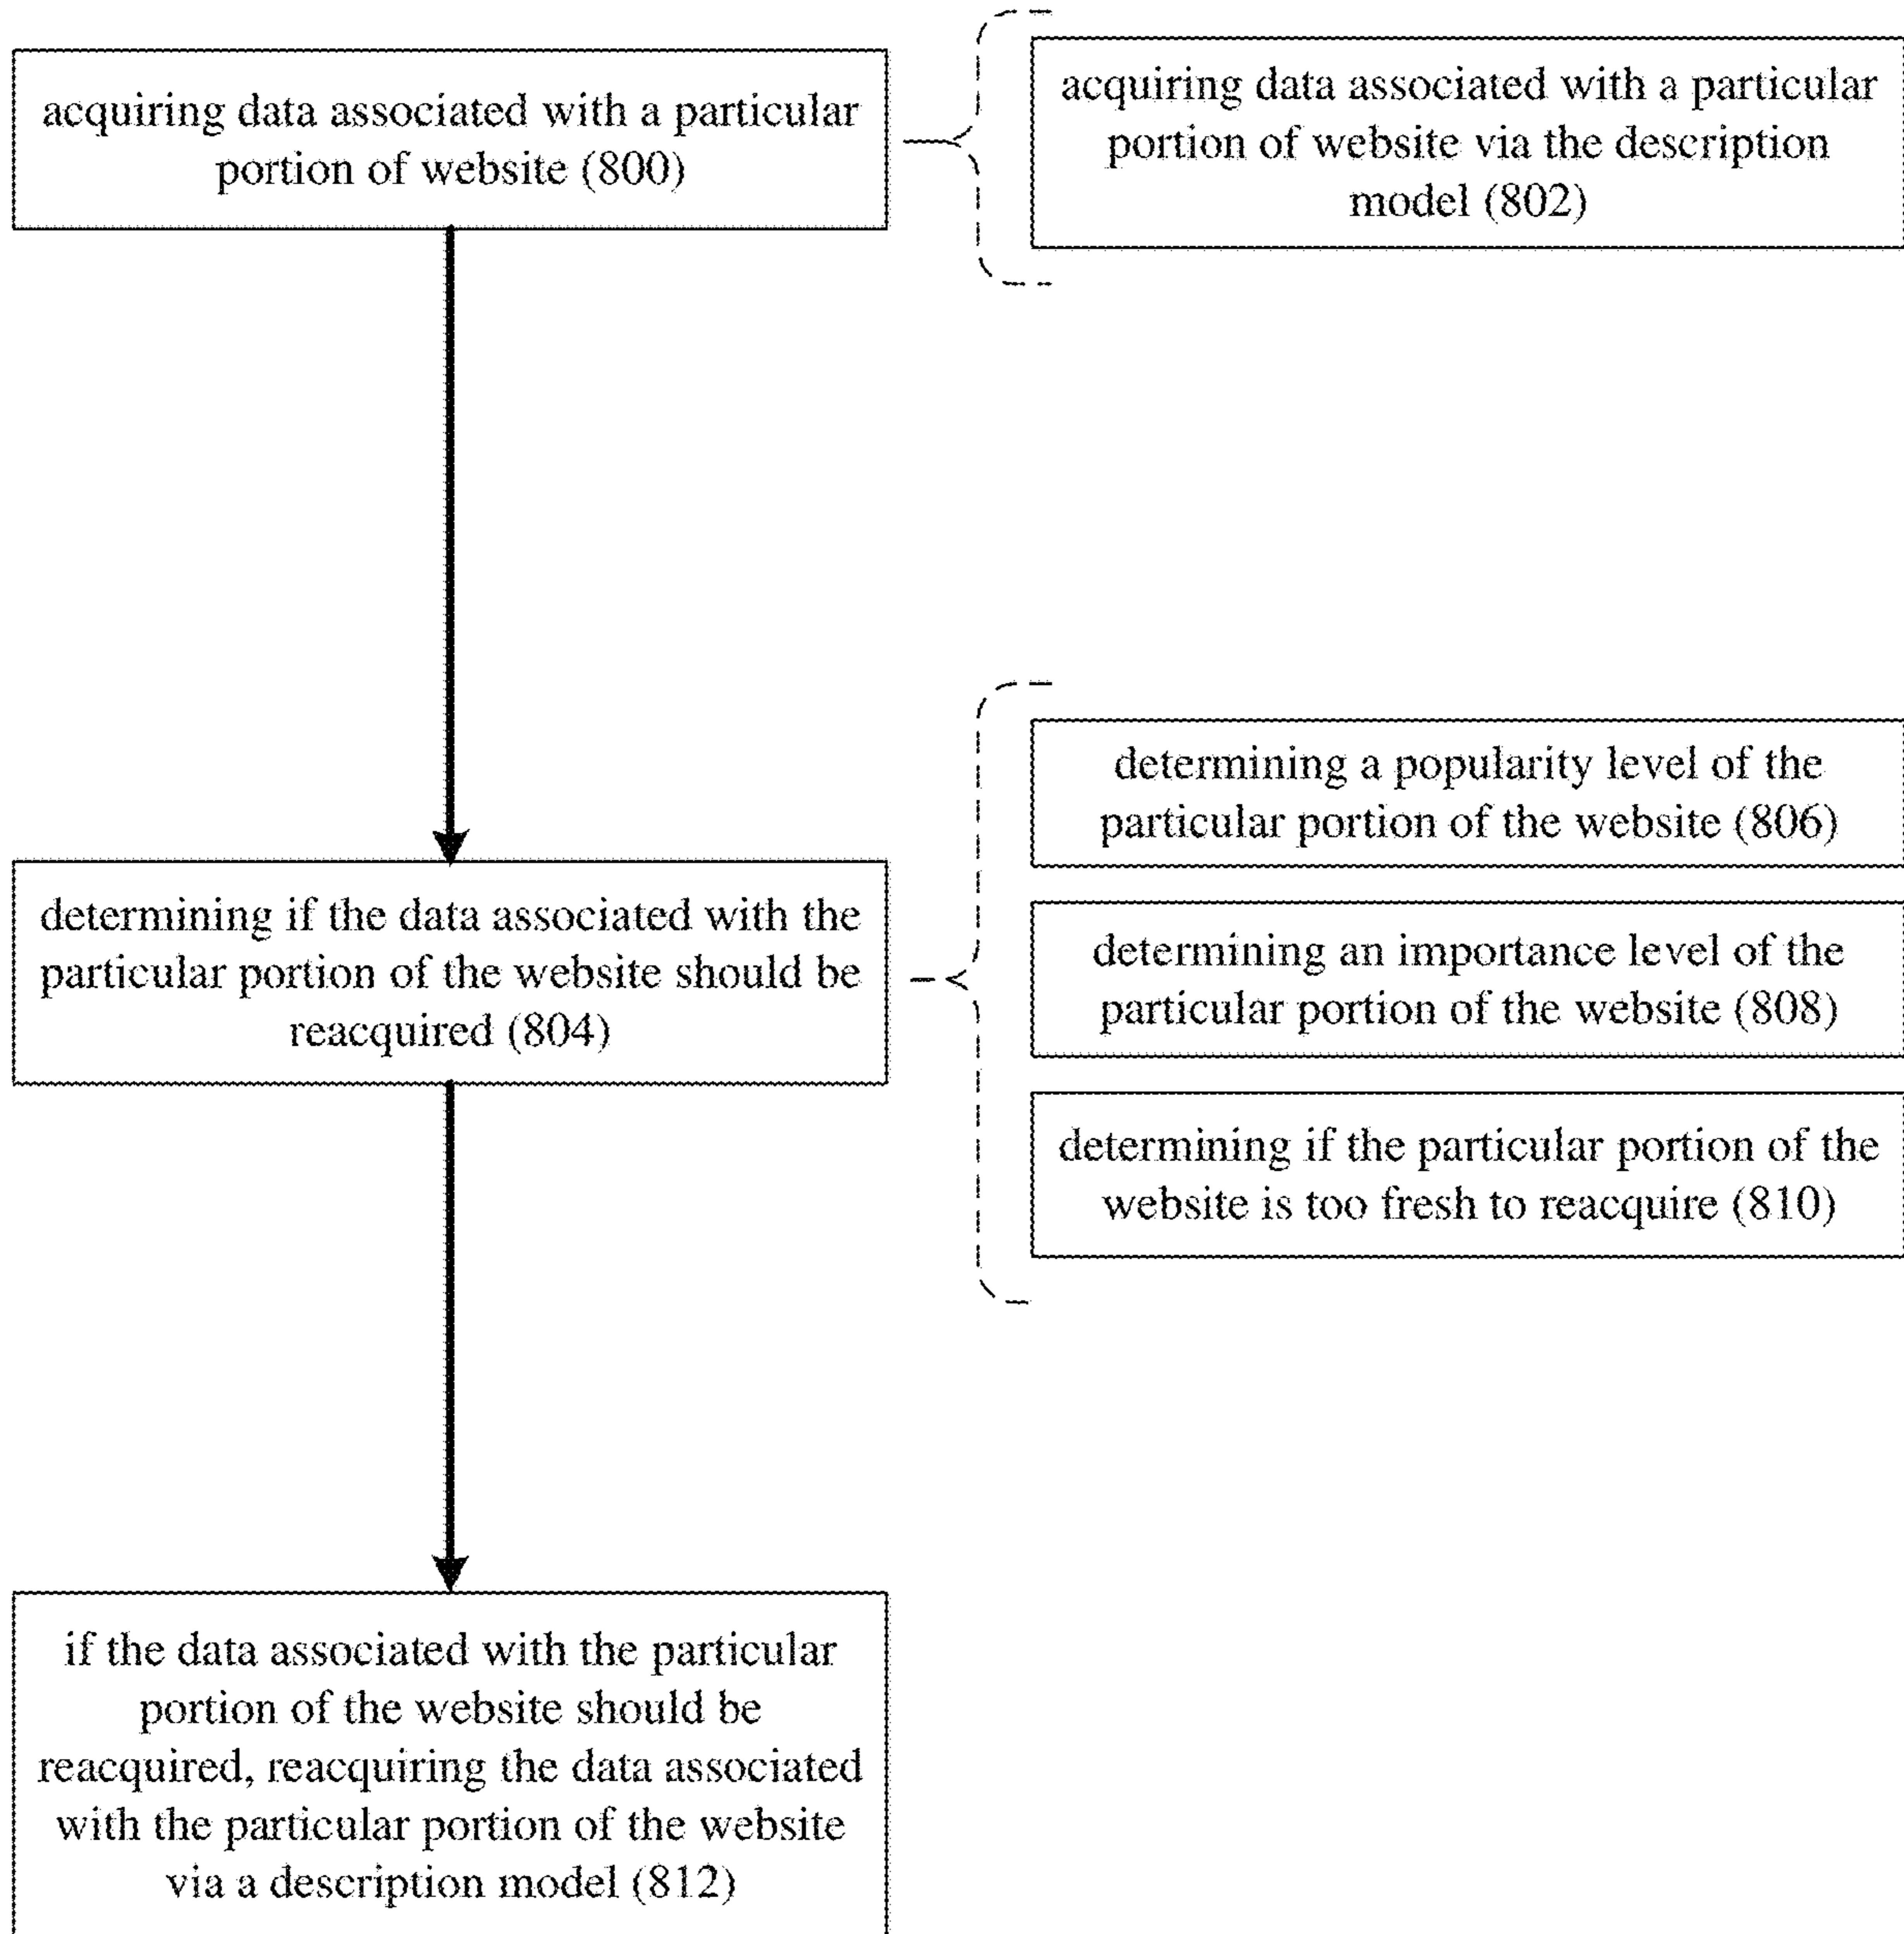 acquiring data associated with a particular
portion of website (800)
acquiring data associated with a particular
portion of website via the description
model (802)
determining if the data associated with the
particular portion of the website should be
reacquired (804)
determining a popularity level of the
particular portion of the website (806)
determining an importance level of the
particular portion of the website (808)
determining if the particular portion of the
website is too fresh to reacquire (810)
if the data associated with the particular
portion of the website should be
reacquired, reacquiring the data associated
with the particular portion of the website
via a description model (812)